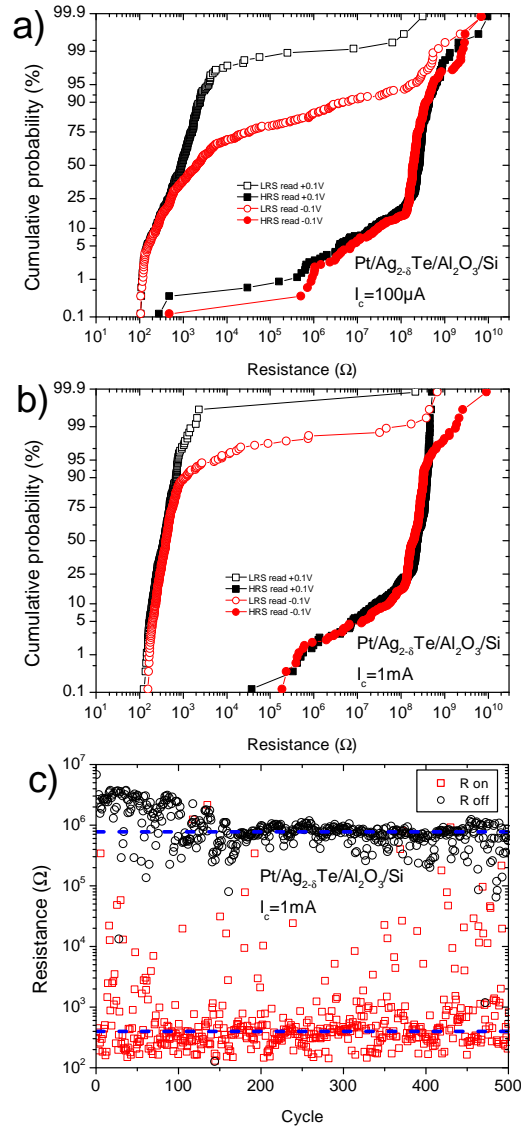 a)
Cumulative probability (%)
99.9
99
95
90
75
50
25
10
5
1
0.1
LRS read +0.1V
HRS read +0.1V
LRS read -0.1V
HRS read -0.1V
Pt/Ag₂₋δTe/Al₂O₃/Si
I꜀=100µA
10¹ 10² 10³ 10⁴ 10⁵ 10⁶ 10⁷ 10⁸ 10⁹ 10¹⁰
Resistance (Ω)
b)
Cumulative probability (%)
99.9
99
95
90
75
50
25
10
5
1
0.1
LRS read +0.1V
HRS read +0.1V
LRS read -0.1V
HRS read -0.1V
Pt/Ag₂₋δTe/Al₂O₃/Si
I꜀=1mA
10¹ 10² 10³ 10⁴ 10⁵ 10⁶ 10⁷ 10⁸ 10⁹ 10¹⁰
Resistance (Ω)
c)
Resistance (Ω)
10⁷
10⁶
10⁵
10⁴
10³
10²
R on
R off
Pt/Ag₂₋δTe/Al₂O₃/Si
I꜀=1mA
0 100 200 300 400 500
Cycle